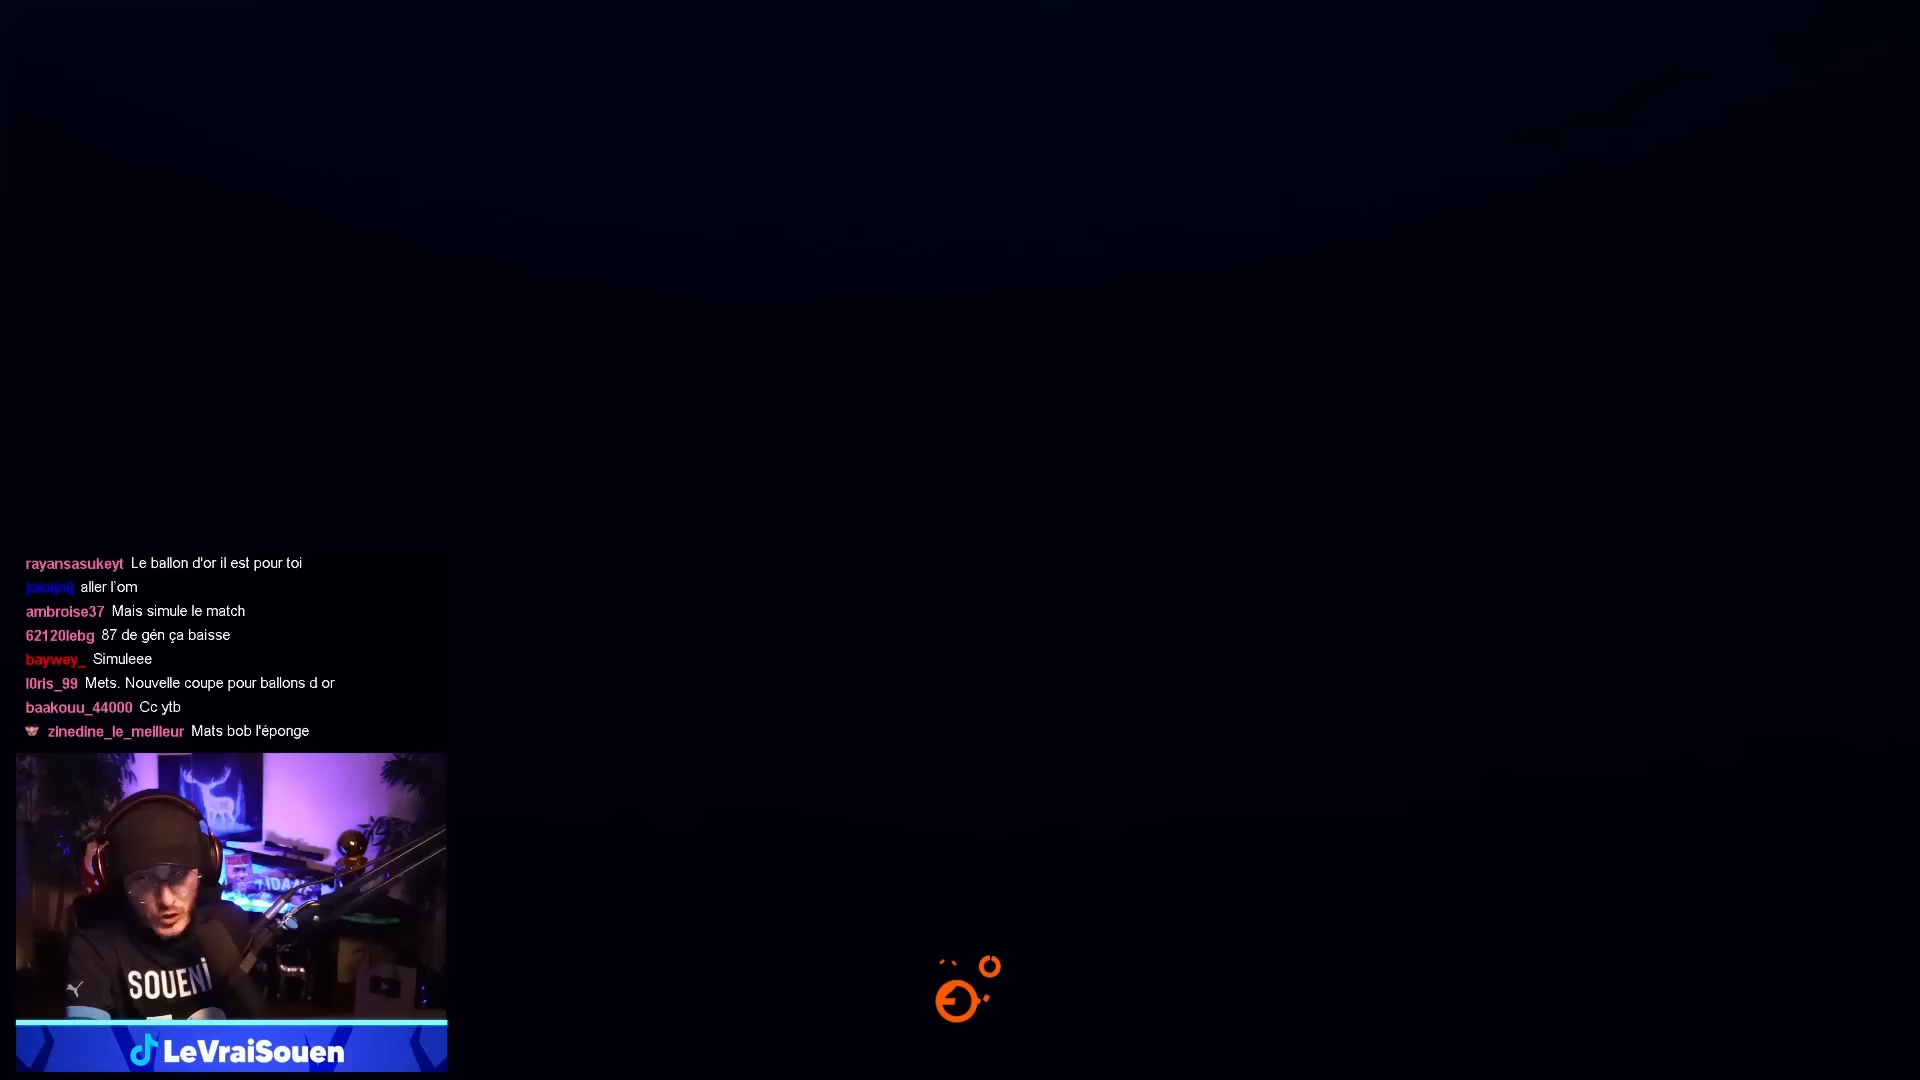 rayansasukeyt Le ballon d'or il est pour toi
aller l'om
ambroise37 Mais simule le match
62120lebg 87 de gén ça baisse
baywey_ Simuleee
l0ris_99 Mets. Nouvelle coupe pour ballons d or
baakouu_44000 Cc ytb
zinedine_le_meilleur Mats bob l'éponge
ZIDANE
SOUENI
LeVraiSouen